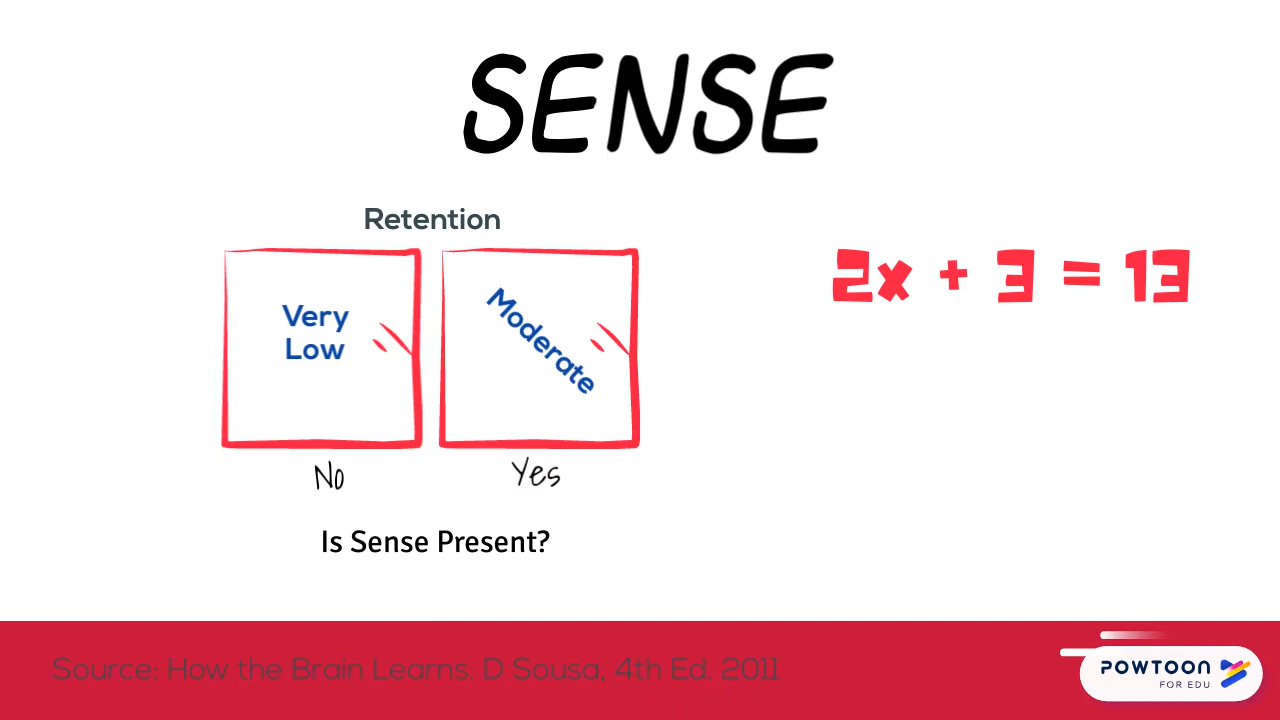 SENSE
Retention
2x + 3 = 13
Very
Low
Moderate
No
Yes
Is Sense Present?
Source: How the Brain Learns. D Sousa, 4th Ed. 2011
POWTOON
FOR EDU